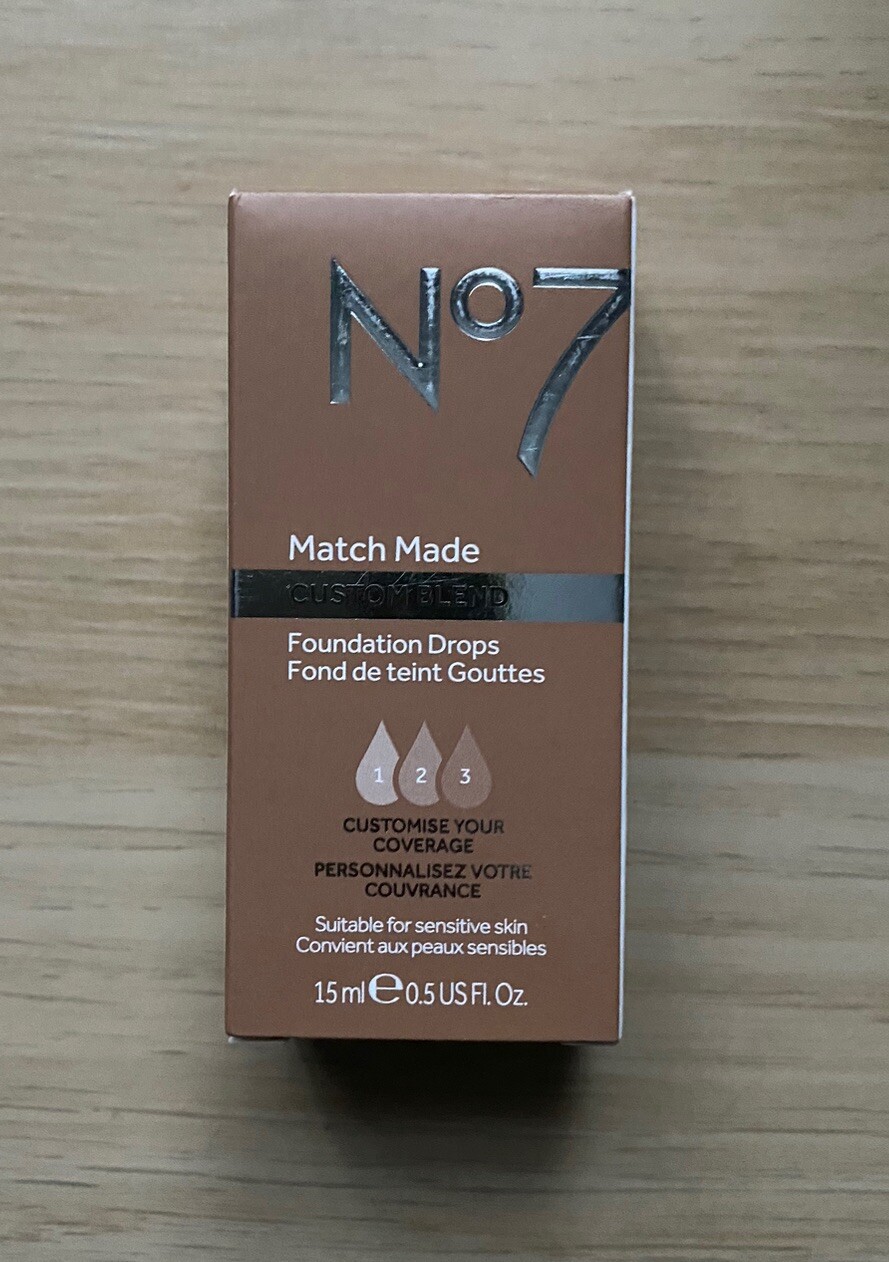 Nº7
Match Made
CUSTOM BLEND
Foundation Drops
Fond de teint Gouttes
1 2 3
CUSTOMISE YOUR
COVERAGE
PERSONNALISEZ VOTRE
COUVRANCE
Suitable for sensitive skin
Convient aux peaux sensibles
15 ml e 0.5 US Fl. Oz.